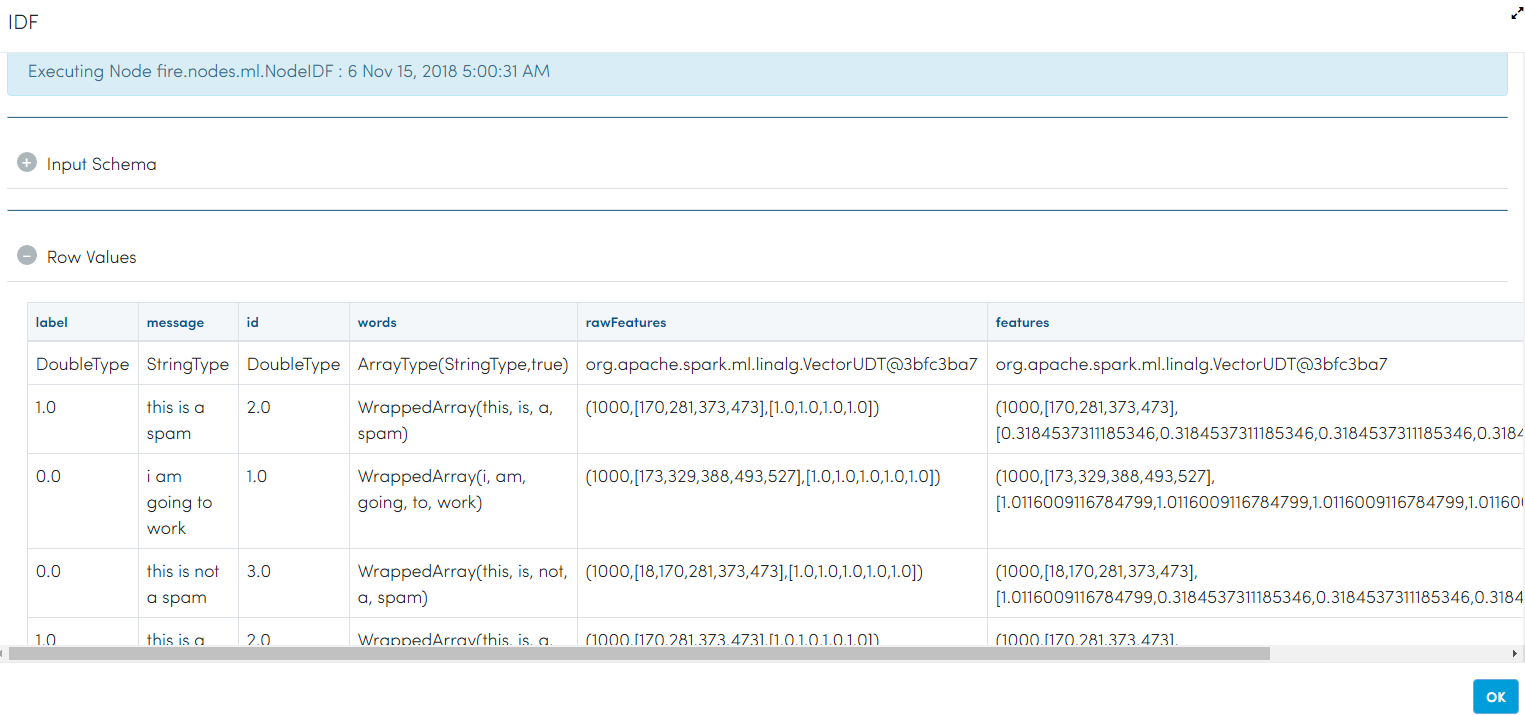 IDF
Executing Node fire.nodes.ml.NodeIDF : 6 Nov 15, 2018 5:00:31 AM
Input Schema
Row Values
label message id words rawFeatures features
DoubleType StringType DoubleType ArrayType(StringType,true) org.apache.spark.ml.linalg.VectorUDT@3bfc3ba7 org.apache.spark.ml.linalg.VectorUDT@3bfc3ba7
1.0 this is a 2.0 WrappedArray(this, is, a, (1000,[170,281,373,473],[1.0,1.0,1.0,1.0]) (1000,[170,281,373,473],
spam spam) [0.3184537311185346,0.3184537311185346,0.3184537311185346,0.3184
0.0 i am 1.0 WrappedArray(i, am, (1000,[173,329,388,493,527],[1.0,1.0,1.0,1.0,1.0]) (1000,[173,329,388,493,527],
going to going, to, work) [1.0116009116784799,1.0116009116784799,1.0116009116784799,1.01160
work
0.0 this is not 3.0 WrappedArray(this, is, not, (1000,[18,170,281,373,473],[1.0,1.0,1.0,1.0,1.0]) (1000,[18,170,281,373,473],
a spam a, spam) [1.0116009116784799,0.3184537311185346,0.3184537311185346,0.3184
1.0 this is a 2.0 WrappedArray(this, is, a, (1000,[170,281,373,473],[1.0,1.0,1.0,1.0]) (1000,[170,281,373,473],
OK